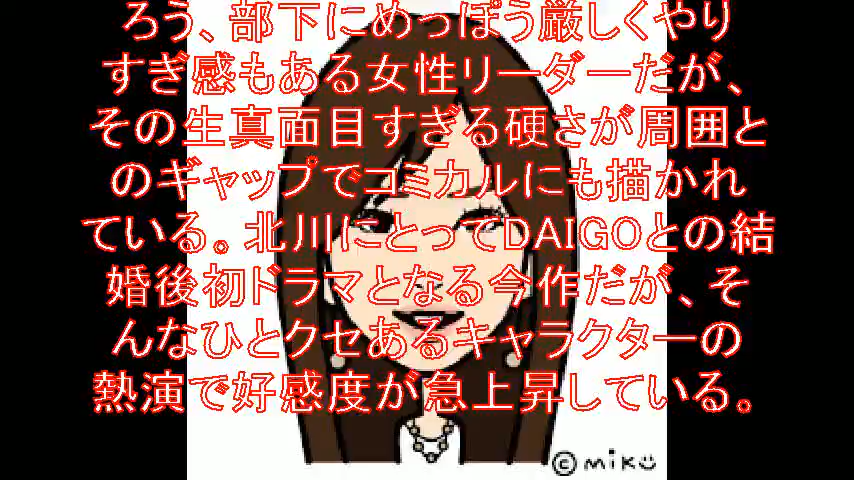 ろう、部下にめっぽう厳しくやり
すぎ感もある女性リーダーだが、
その生真面目すぎる硬さが周囲と
のギャップでコミカルにも描かれ
ている。北川にとってDAIGOとの結
婚後初ドラマとなる今作だが、そ
んなひとクセあるキャラクターの
熱演で好感度が急上昇している。
©miku